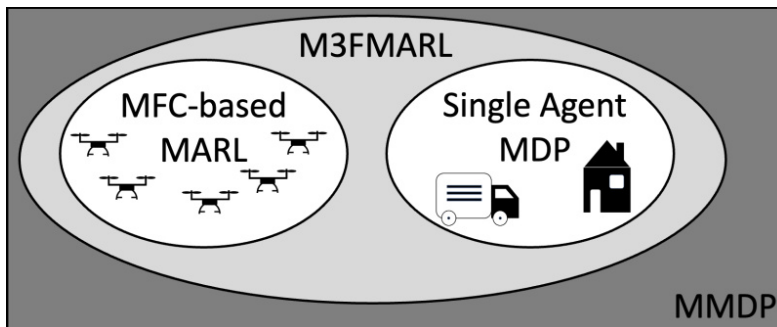 M3FMARL
MFC-based
MARL
Single Agent
MDP
MMDP